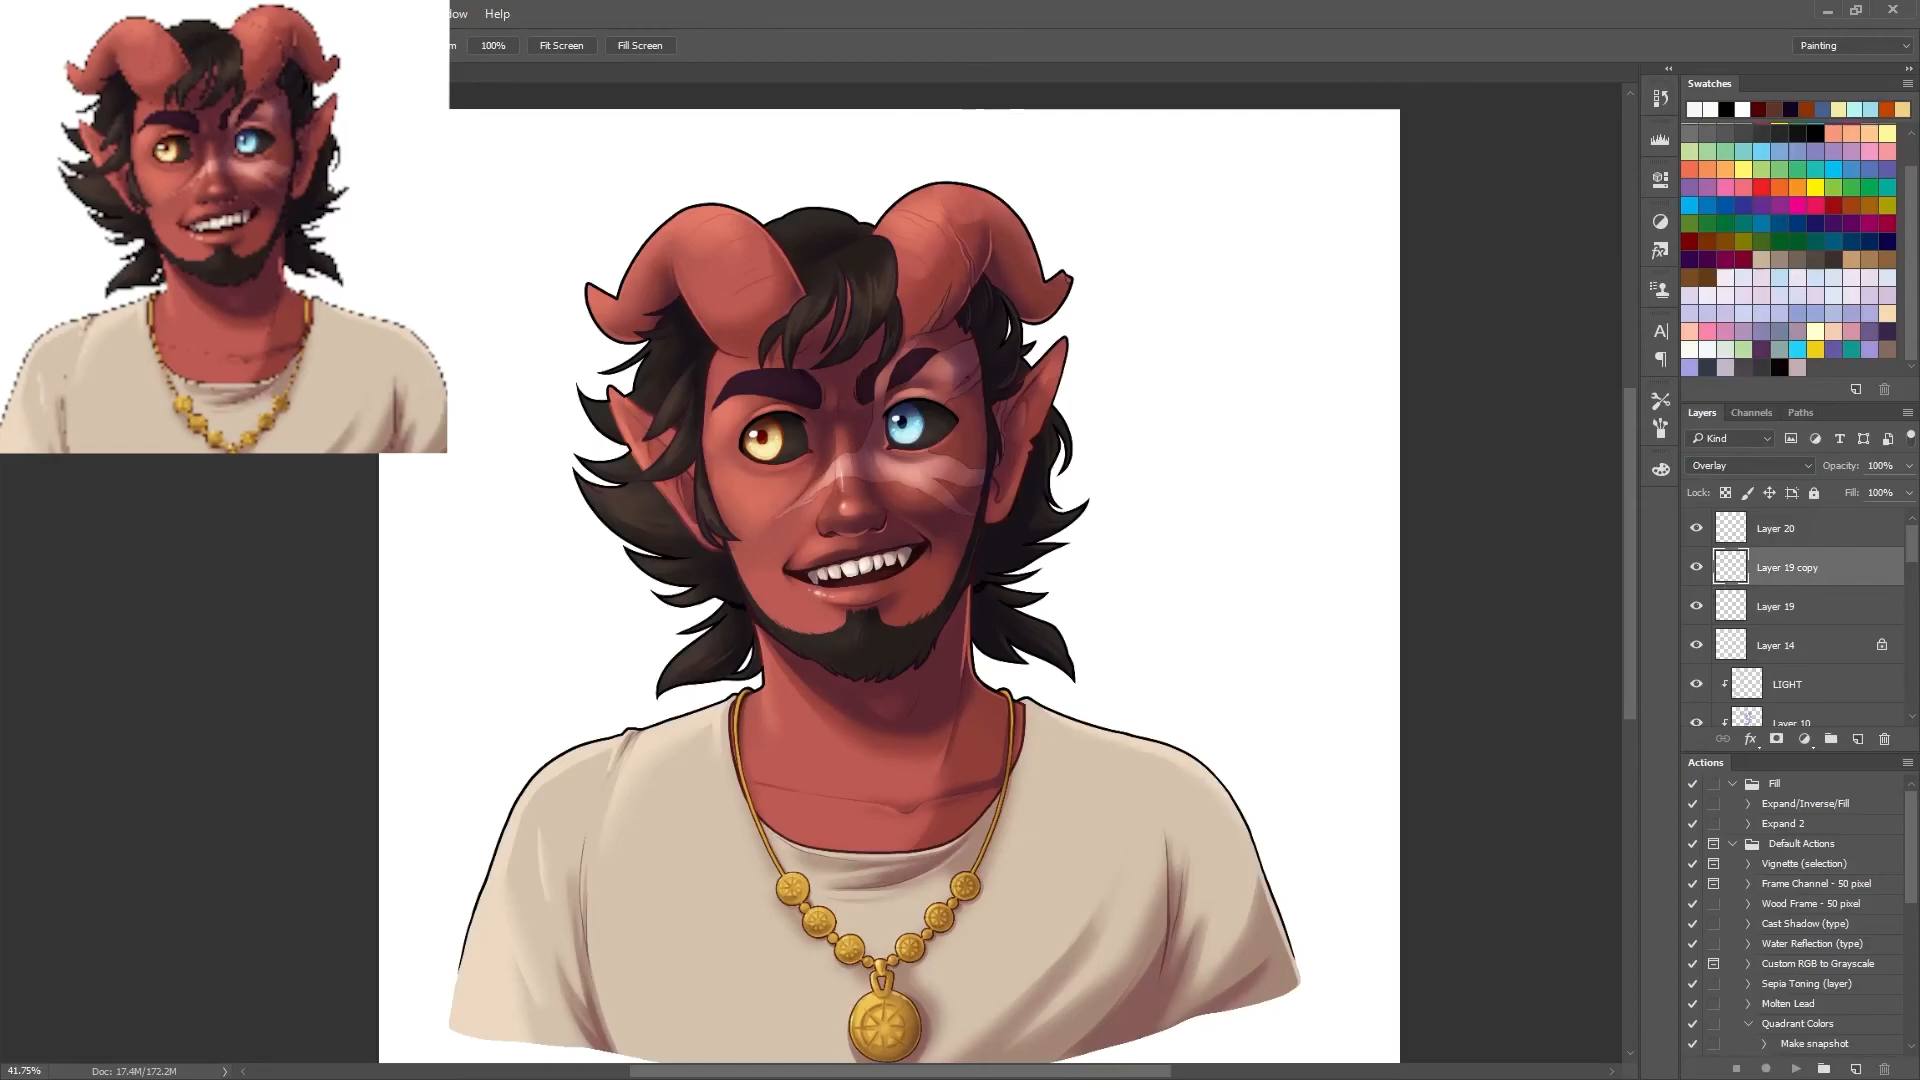 Help
100%
Fit Screen
Fill Screen
Painting
Swatches
Layers Channels Paths
Kind
Overlay Opacity: 100%
Lock: Fill: 100%
Layer 20
Layer 19 copy
Layer 19
Layer 14
LIGHT
Layer 10
Actions
Fill
Expand/Inverse/Fill
Expand 2
Default Actions
Vignette (selection)
Frame Channel - 50 pixel
Wood Frame - 50 pixel
Cast Shadow (type)
Water Reflection (type)
Custom RGB to Grayscale
Sepia Toning (layer)
Molten Lead
Quadrant Colors
Make snapshot
41.75% Doc: 17.4M/172.2M